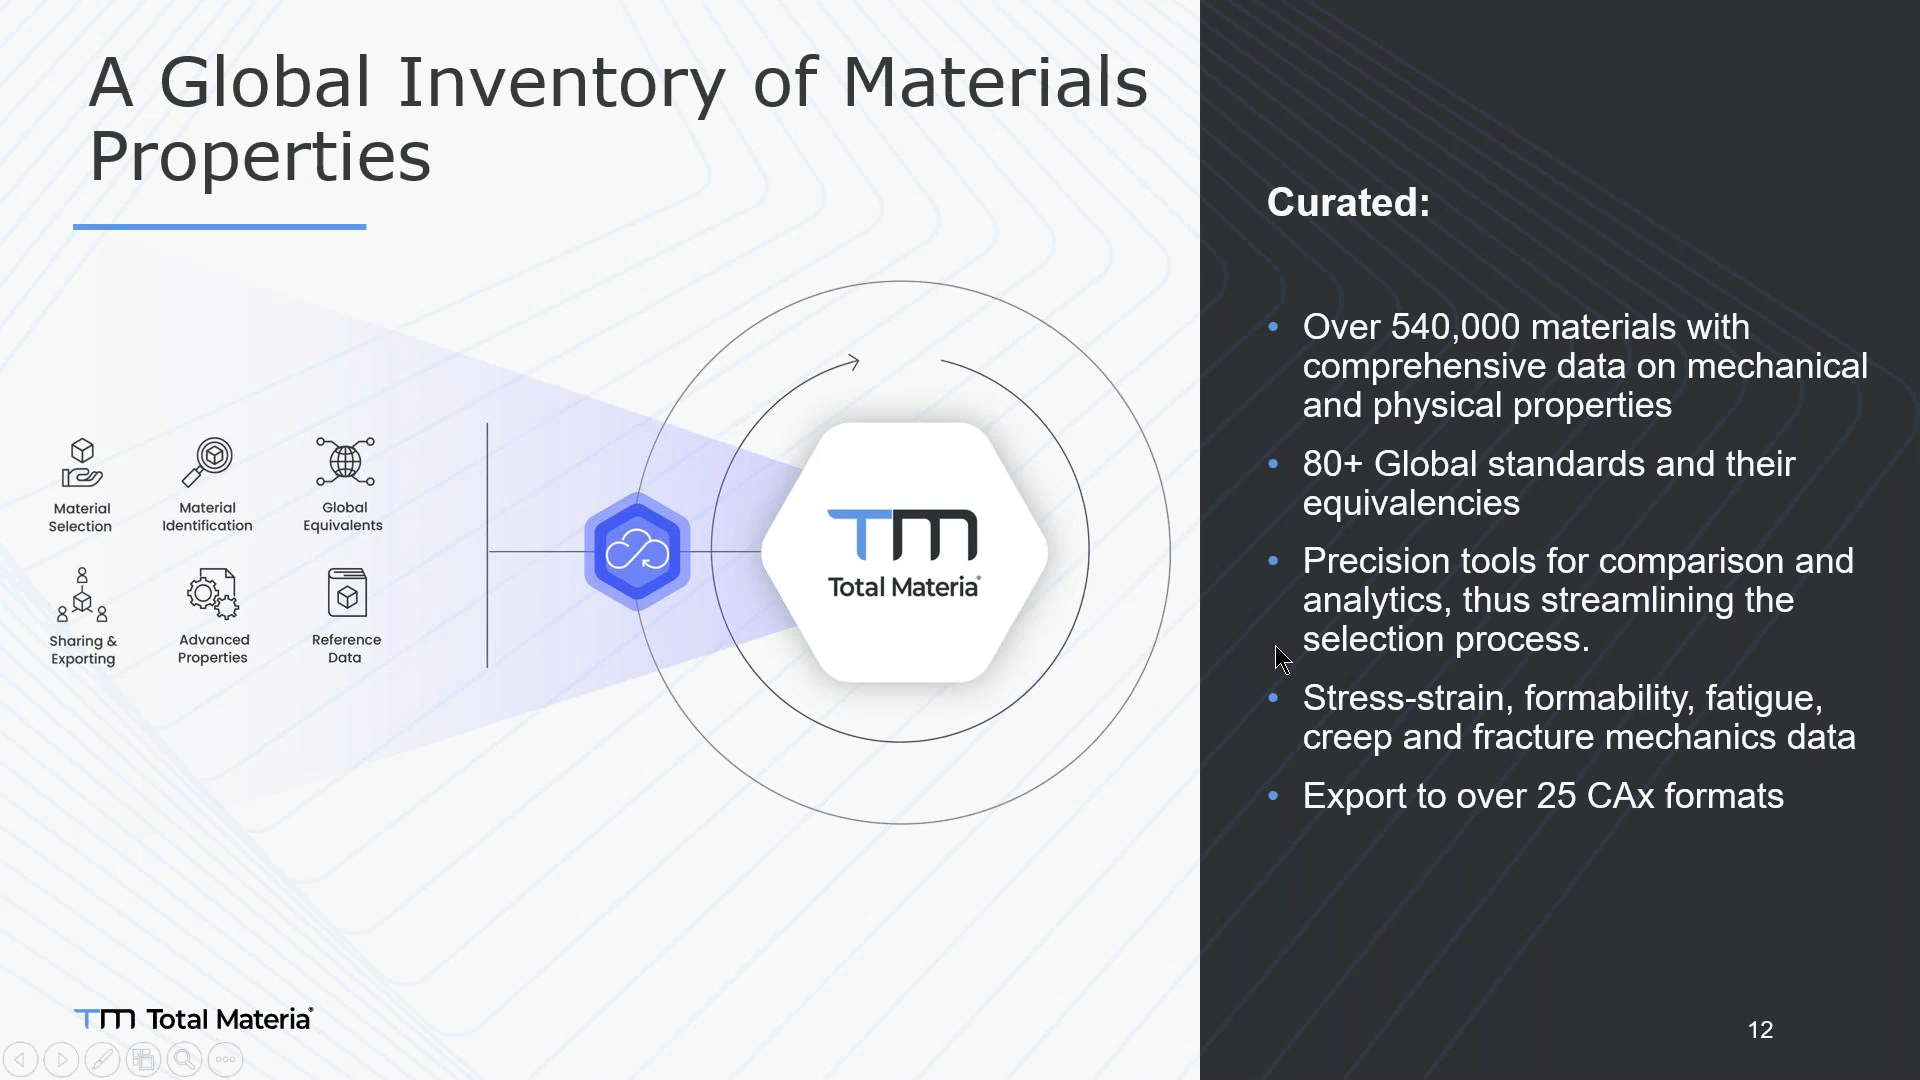 A Global Inventory of Materials
Properties
Material
Selection
Material
Identification
Global
Equivalents
Sharing &
Exporting
Advanced
Properties
Reference
Data
TM
Total Materia®
Curated:
• Over 540,000 materials with
comprehensive data on mechanical
and physical properties
• 80+ Global standards and their
equivalencies
• Precision tools for comparison and
analytics, thus streamlining the
selection process.
• Stress-strain, formability, fatigue,
creep and fracture mechanics data
• Export to over 25 CAx formats
TM Total Materia®
12